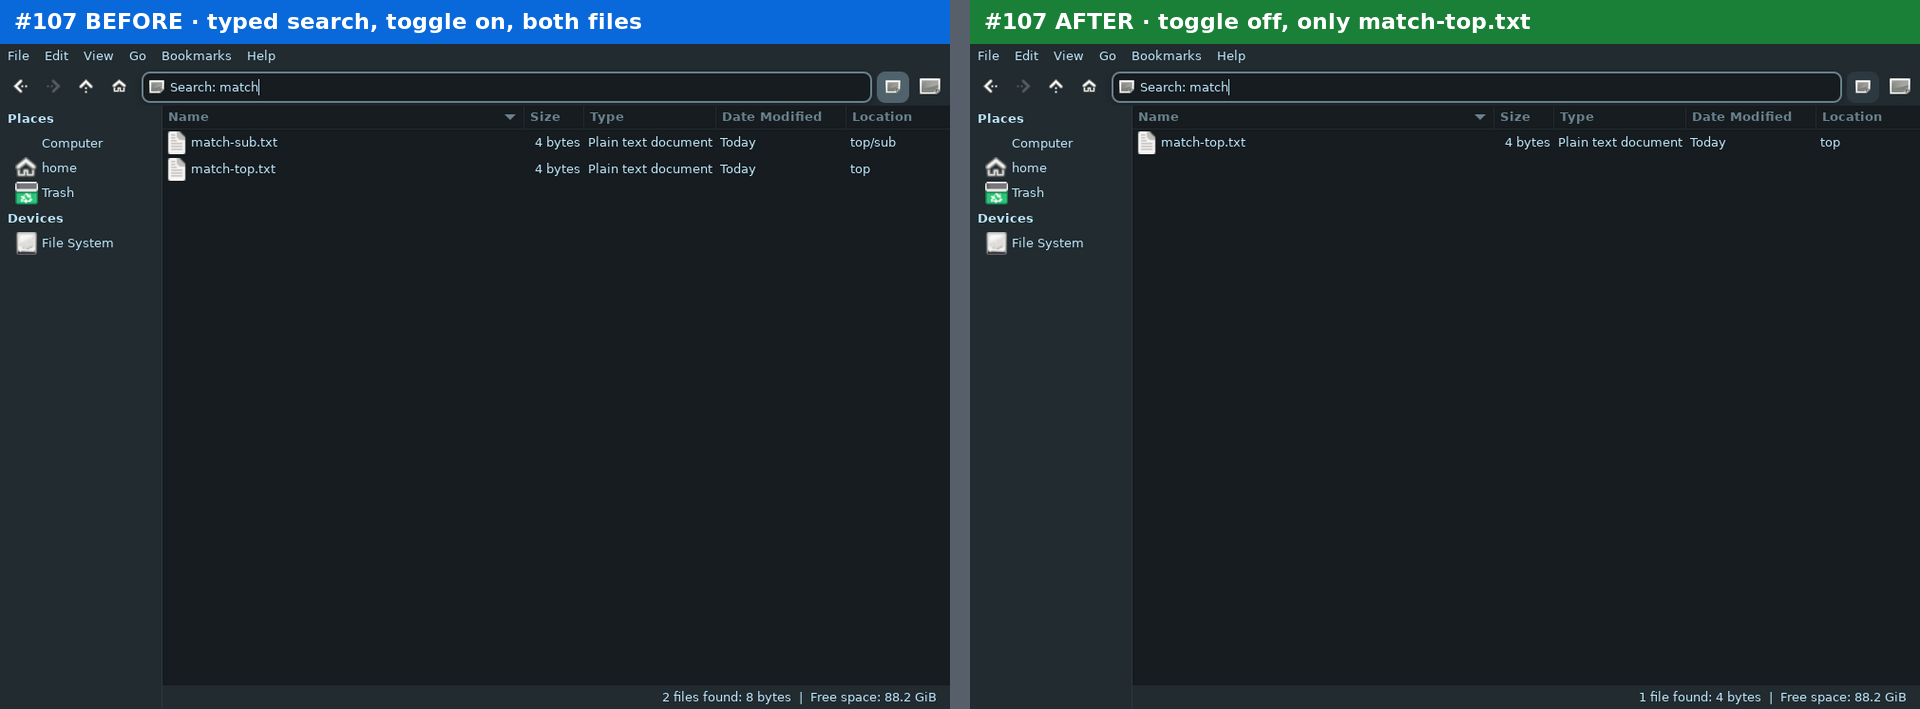 #107 BEFORE · typed search, toggle on, both files
File Edit View Go Bookmarks Help
Search: match
Places
Computer
home
Trash
Devices
File System
Name Size Type Date Modified Location
match-sub.txt 4 bytes Plain text document Today top/sub
match-top.txt 4 bytes Plain text document Today top
2 files found: 8 bytes | Free space: 88.2 GiB
#107 AFTER · toggle off, only match-top.txt
File Edit View Go Bookmarks Help
Search: match
Places
Computer
home
Trash
Devices
File System
Name Size Type Date Modified Location
match-top.txt 4 bytes Plain text document Today top
1 file found: 4 bytes | Free space: 88.2 GiB